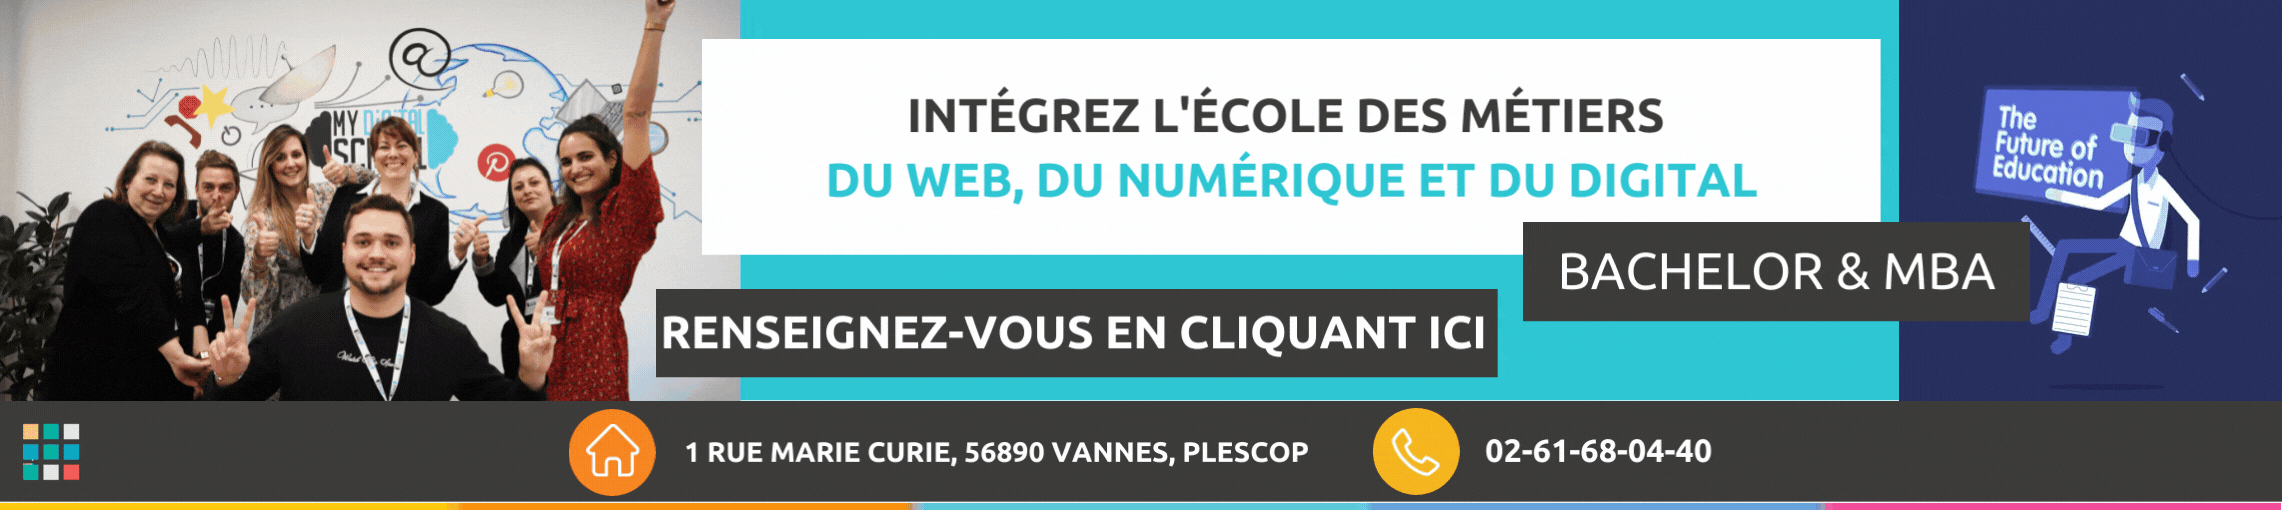 MY DIGITAL
SCHOOL
INTÉGREZ L'ÉCOLE DES MÉTIERS
DU WEB, DU NUMÉRIQUE ET DU DIGITAL
The
Future of
Education
BACHELOR & MBA
RENSEIGNEZ-VOUS EN CLIQUANT ICI
1 RUE MARIE CURIE, 56890 VANNES, PLESCOP
02-61-68-04-40